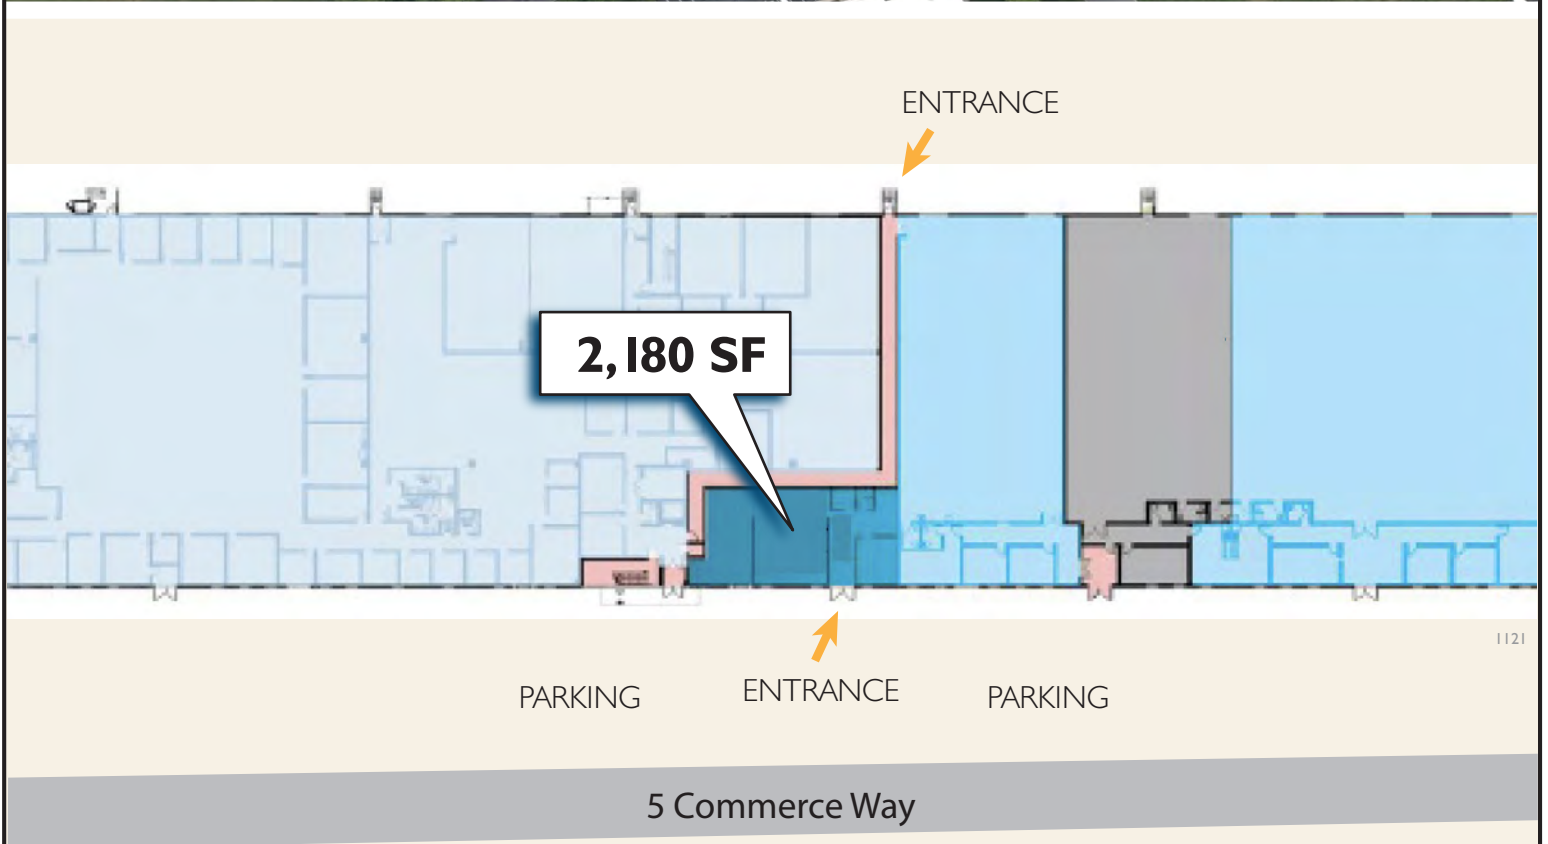 ENTRANCE
2,180 SF
1121
PARKING
ENTRANCE
PARKING
5 Commerce Way